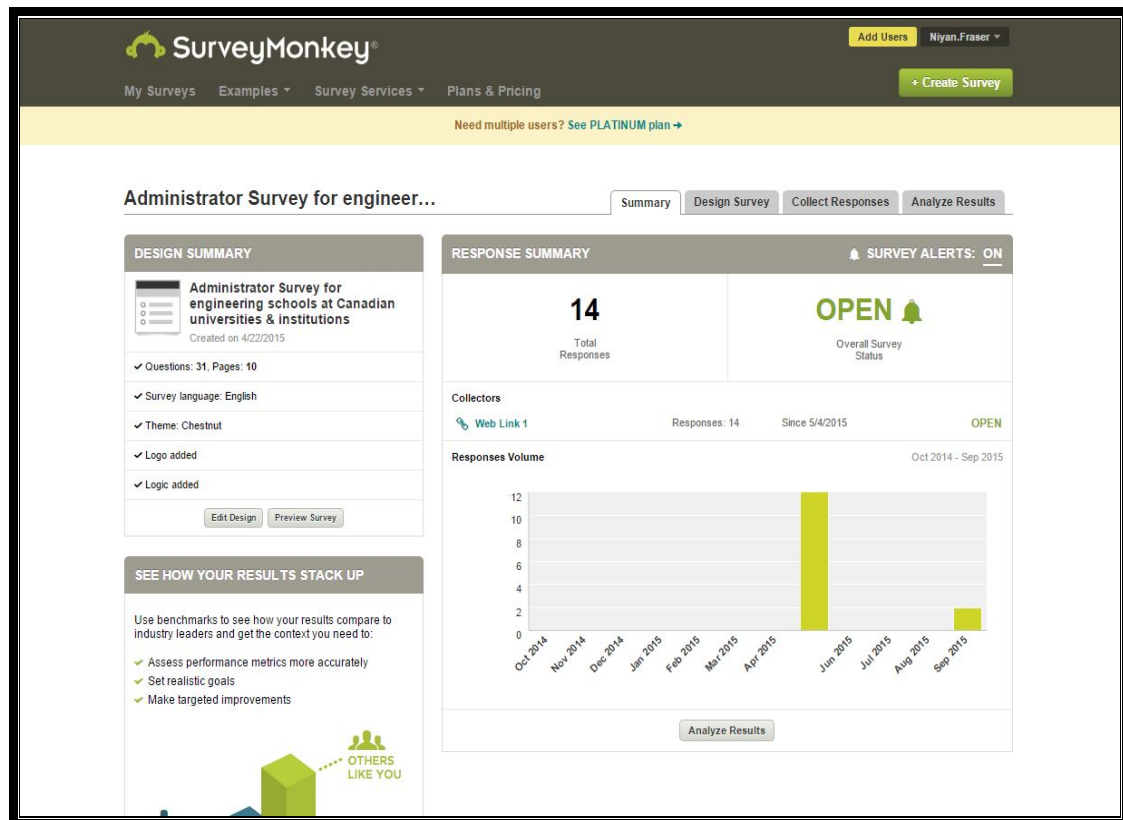 SurveyMonkey®
Add Users
Niyan.Fraser
My Surveys Examples Survey Services Plans & Pricing
+ Create Survey
Need multiple users? See PLATINUM plan →
Administrator Survey for engineer...
Summary Design Survey Collect Responses Analyze Results
DESIGN SUMMARY
Administrator Survey for
engineering schools at Canadian
universities & institutions
Created on 4/22/2015
Questions: 31, Pages: 10
Survey language: English
Theme: Chestnut
Logo added
Logic added
Edit Design Preview Survey
SEE HOW YOUR RESULTS STACK UP
Use benchmarks to see how your results compare to
industry leaders and get the context you need to:
Assess performance metrics more accurately
Set realistic goals
Make targeted improvements
OTHERS
LIKE YOU
RESPONSE SUMMARY
SURVEY ALERTS: ON
14
Total
Responses
OPEN
Overall Survey
Status
Collectors
Web Link 1 Responses: 14 Since 5/4/2015 OPEN
Responses Volume Oct 2014 - Sep 2015
12
10
8
6
4
2
0
Oct 2014 Nov 2014 Dec 2014 Jan 2015 Feb 2015 Mar 2015 Apr 2015 Jun 2015 Jul 2015 Aug 2015 Sep 2015
Analyze Results